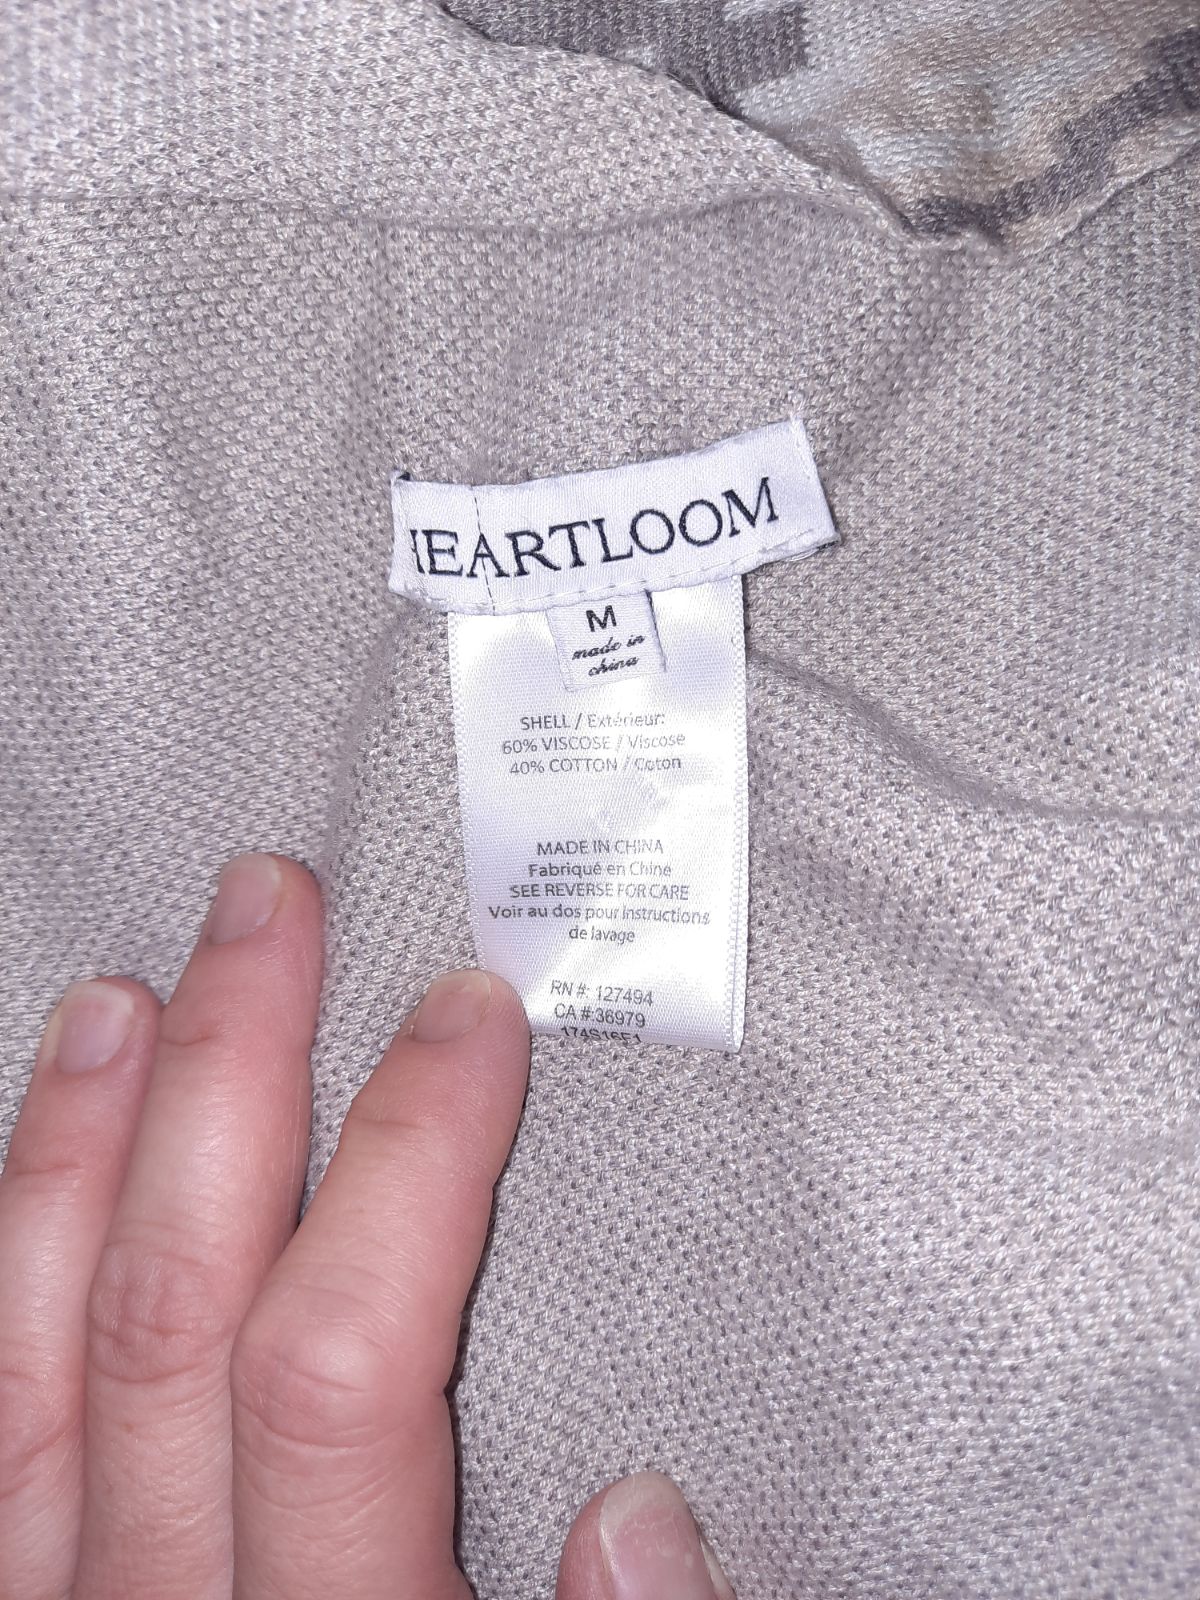 HEARTLOOM
M
made in
china
SHELL / Extérieur:
60% VISCOSE / Viscose
40% COTTON / Coton
MADE IN CHINA
Fabriqué en Chine
SEE REVERSE FOR CARE
Voir au dos pour Instructions
de lavage
RN #: 127494
CA #:36979